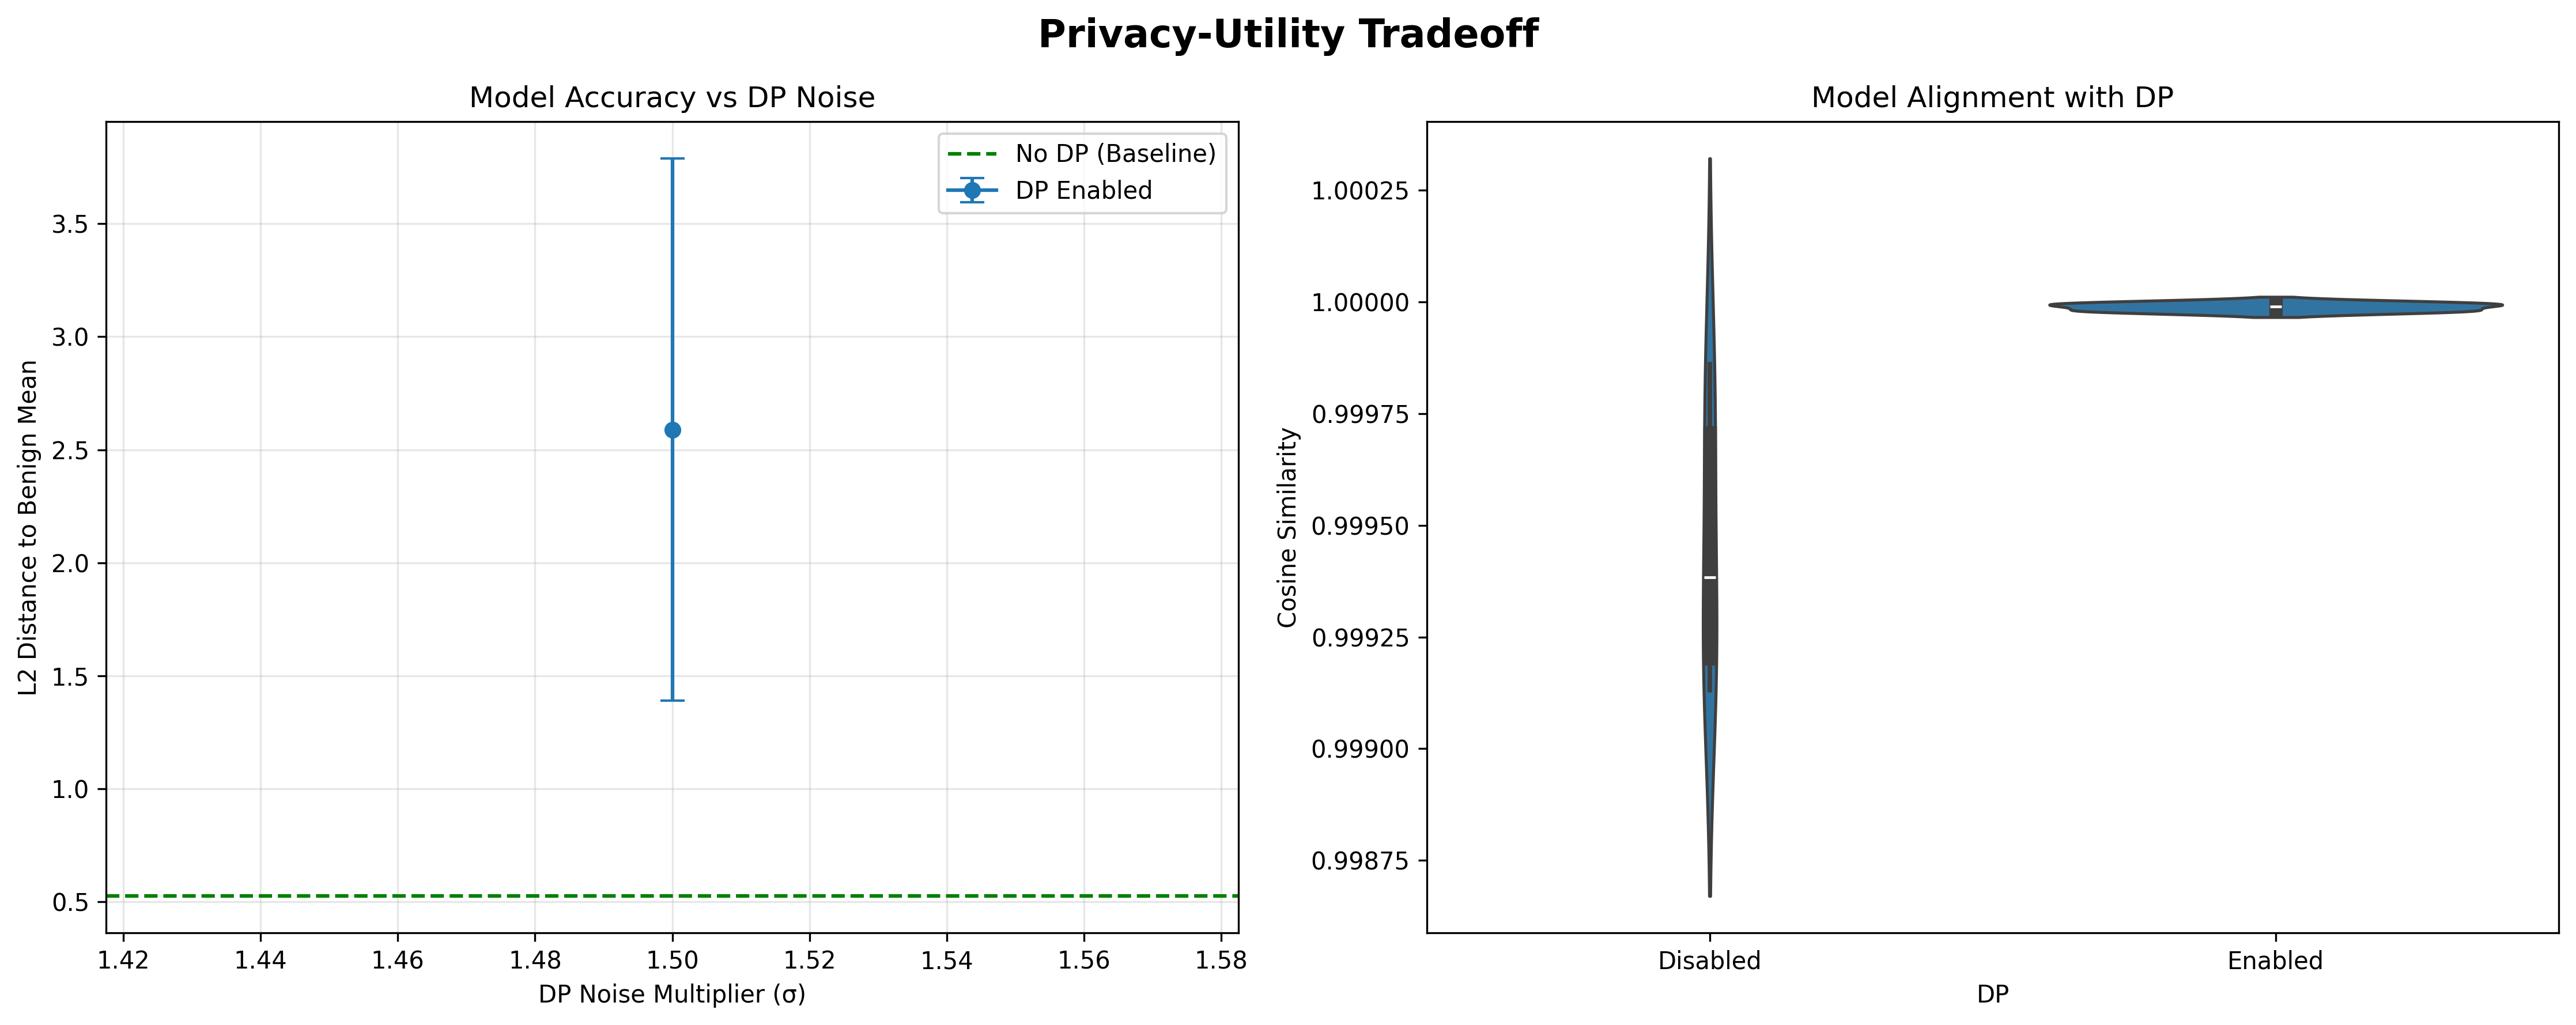 Privacy-Utility Tradeoff
Model Accuracy vs DP Noise
No DP (Baseline)
DP Enabled
L2 Distance to Benign Mean
3.5
3.0
2.5
2.0
1.5
1.0
0.5
1.42 1.44 1.46 1.48 1.50 1.52 1.54 1.56 1.58
DP Noise Multiplier (σ)
Model Alignment with DP
Cosine Similarity
1.00025
1.00000
0.99975
0.99950
0.99925
0.99900
0.99875
Disabled Enabled
DP